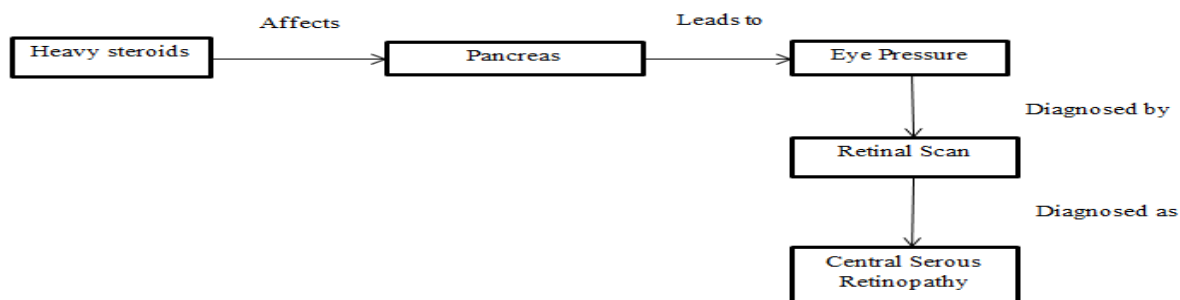 Affects
Leads to
Heavy steroids
Pancreas
Eye Pressure
Diagnosed by
Retinal Scan
Diagnosed as
Central Serous
Retinopathy